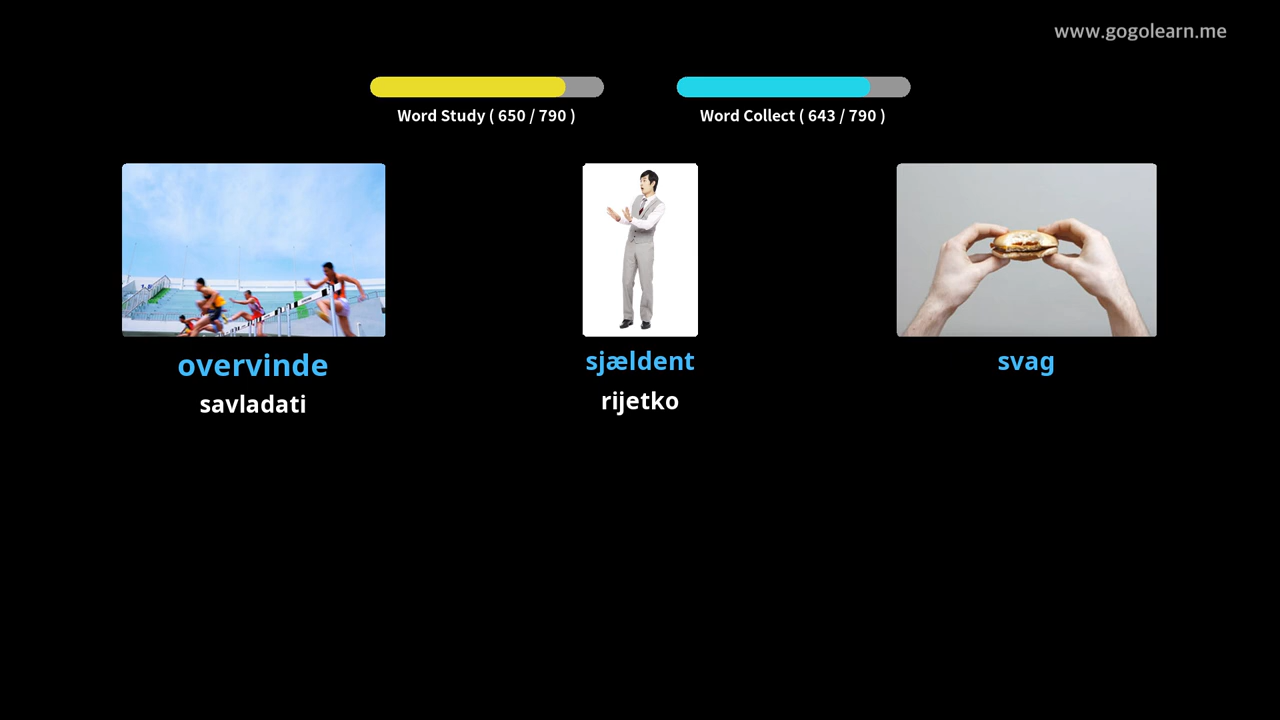 www.gogolearn.me
Word Study ( 650 / 790 )
Word Collect ( 643 / 790 )
overvinde
sjældent
svag
savladati
rijetko